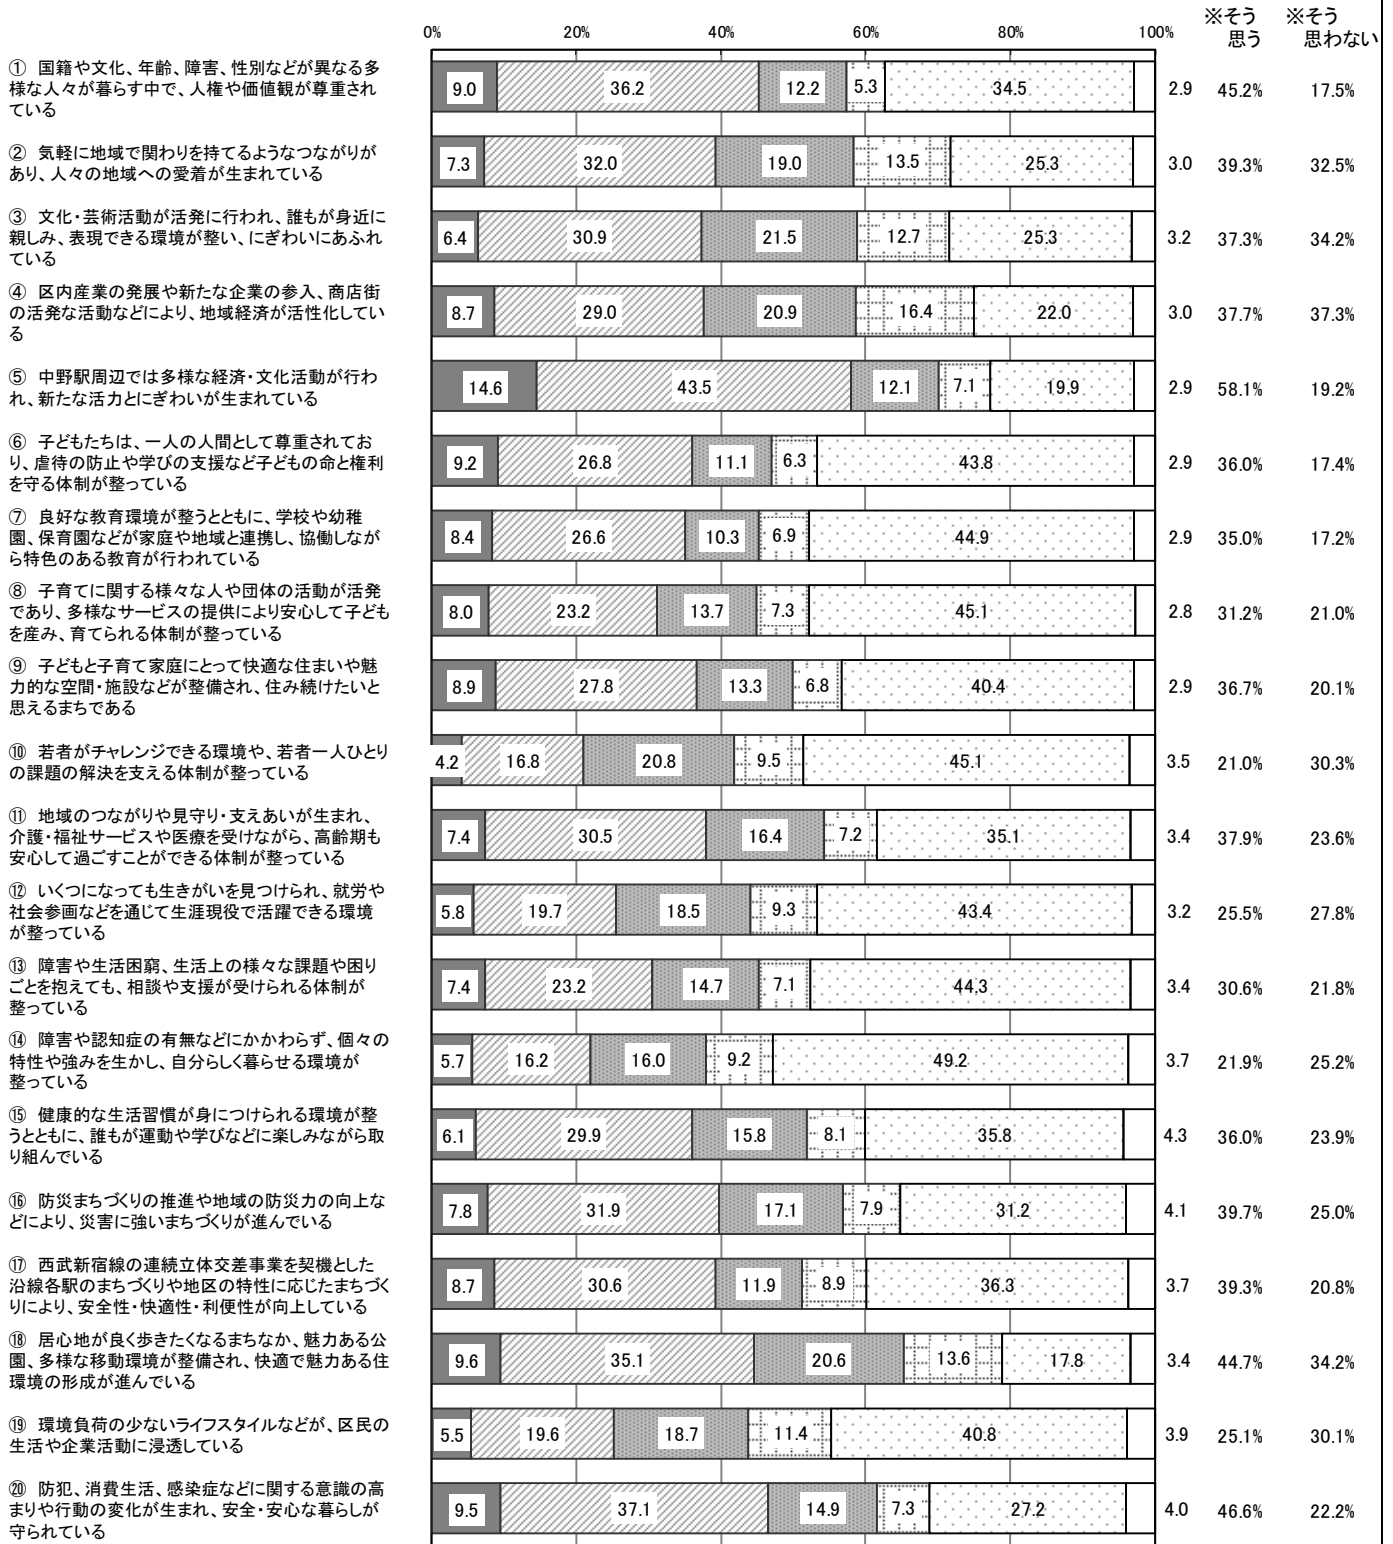 ※そう ※そう
0% 20% 40% 60% 80% 100% 思う 思わない
① 国籍や文化、年齢、障害、性別などが異なる多
様な人々が暮らす中で、人権や価値観が尊重され
ている
9.0 36.2 12.2 5.3 34.5 2.9 45.2% 17.5%
② 気軽に地域で関わりを持てるようなつながりが
あり、人々の地域への愛着が生まれている
7.3 32.0 19.0 13.5 25.3 3.0 39.3% 32.5%
③ 文化・芸術活動が活発に行われ、誰もが身近に
親しみ、表現できる環境が整い、にぎわいにあふれ
ている
6.4 30.9 21.5 12.7 25.3 3.2 37.3% 34.2%
④ 区内産業の発展や新たな企業の参入、商店街
の活発な活動などにより、地域経済が活性化してい
る
8.7 29.0 20.9 16.4 22.0 3.0 37.7% 37.3%
⑤ 中野駅周辺では多様な経済・文化活動が行わ
れ、新たな活力とにぎわいが生まれている
14.6 43.5 12.1 7.1 19.9 2.9 58.1% 19.2%
⑥ 子どもたちは、一人の人間として尊重されてお
り、虐待の防止や学びの支援など子どもの命と権利
を守る体制が整っている
9.2 26.8 11.1 6.3 43.8 2.9 36.0% 17.4%
⑦ 良好な教育環境が整うとともに、学校や幼稚
園、保育園などが家庭や地域と連携し、協働しなが
ら特色のある教育が行われている
8.4 26.6 10.3 6.9 44.9 2.9 35.0% 17.2%
⑧ 子育てに関する様々な人や団体の活動が活発
であり、多様なサービスの提供により安心して子ども
を産み、育てられる体制が整っている
8.0 23.2 13.7 7.3 45.1 2.8 31.2% 21.0%
⑨ 子どもと子育て家庭にとって快適な住まいや魅
力的な空間・施設などが整備され、住み続けたいと
思えるまちである
8.9 27.8 13.3 6.8 40.4 2.9 36.7% 20.1%
⑩ 若者がチャレンジできる環境や、若者一人ひとり
の課題の解決を支える体制が整っている
4.2 16.8 20.8 9.5 45.1 3.5 21.0% 30.3%
⑪ 地域のつながりや見守り・支えあいが生まれ、
介護・福祉サービスや医療を受けながら、高齢期も
安心して過ごすことができる体制が整っている
7.4 30.5 16.4 7.2 35.1 3.4 37.9% 23.6%
⑫ いくつになっても生きがいを見つけられ、就労や
社会参画などを通じて生涯現役で活躍できる環境
が整っている
5.8 19.7 18.5 9.3 43.4 3.2 25.5% 27.8%
⑬ 障害や生活困窮、生活上の様々な課題や困り
ごとを抱えても、相談や支援が受けられる体制が
整っている
7.4 23.2 14.7 7.1 44.3 3.4 30.6% 21.8%
⑭ 障害や認知症の有無などにかかわらず、個々の
特性や強みを生かし、自分らしく暮らせる環境が
整っている
5.7 16.2 16.0 9.2 49.2 3.7 21.9% 25.2%
⑮ 健康的な生活習慣が身につけられる環境が整
うとともに、誰もが運動や学びなどに楽しみながら取
り組んでいる
6.1 29.9 15.8 8.1 35.8 4.3 36.0% 23.9%
⑯ 防災まちづくりの推進や地域の防災力の向上な
どにより、災害に強いまちづくりが進んでいる
7.8 31.9 17.1 7.9 31.2 4.1 39.7% 25.0%
⑰ 西武新宿線の連続立体交差事業を契機とした
沿線各駅のまちづくりや地区の特性に応じたまちづく
りにより、安全性・快適性・利便性が向上している
8.7 30.6 11.9 8.9 36.3 3.7 39.3% 20.8%
⑱ 居心地が良く歩きたくなるまちなか、魅力ある公
園、多様な移動環境が整備され、快適で魅力ある住
環境の形成が進んでいる
9.6 35.1 20.6 13.6 17.8 3.4 44.7% 34.2%
⑲ 環境負荷の少ないライフスタイルなどが、区民の
生活や企業活動に浸透している
5.5 19.6 18.7 11.4 40.8 3.9 25.1% 30.1%
⑳ 防犯、消費生活、感染症などに関する意識の高
まりや行動の変化が生まれ、安全・安心な暮らしが
守られている
9.5 37.1 14.9 7.3 27.2 4.0 46.6% 22.2%